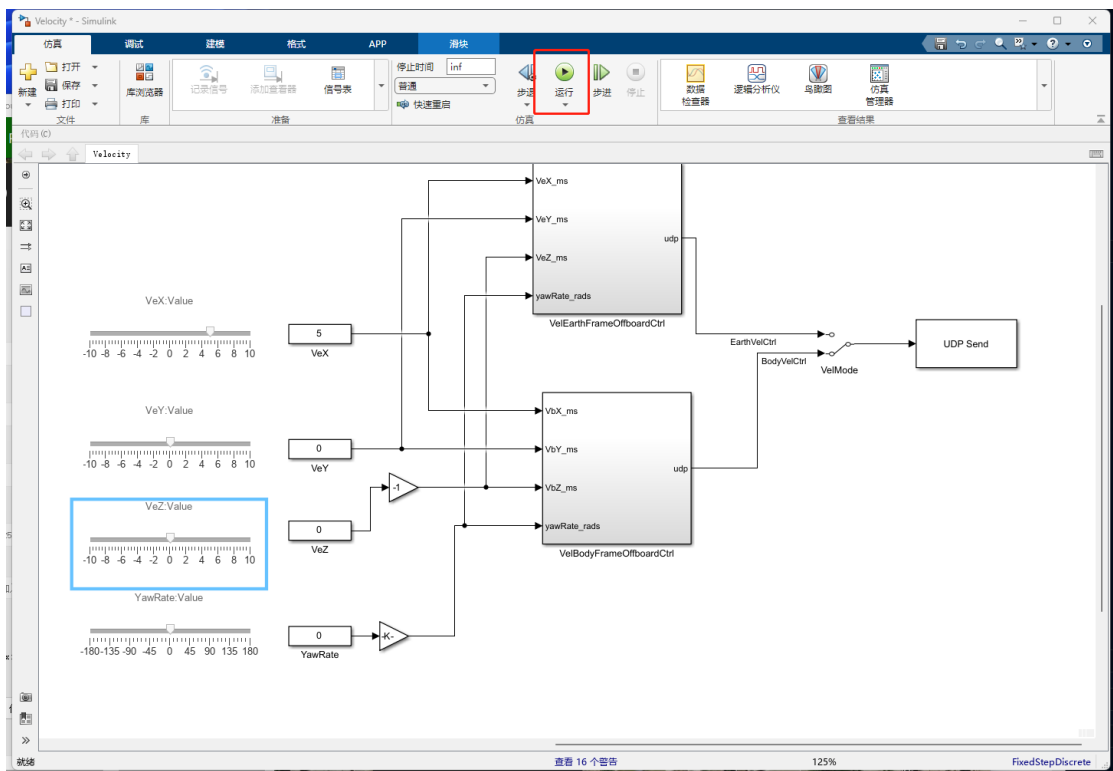 Velocity * - Simulink
仿真 调试 建模 格式 APP 滑块
新建 打开 保存 打印 文件
库浏览器 库
记录信号 添加查看器 信号表 准备
停止时间 inf
普通
快速重启
步退 运行 步进 停止 仿真
数据检查器 逻辑分析仪 鸟瞰图 仿真管理器 查看结果
代码(C)
Velocity
VeX_ms
VeY_ms
udp
VeZ_ms
yawRate_rads
VelEarthFrameOffboardCtrl
VeX:Value
-10 -8 -6 -4 -2 0 2 4 6 8 10
5
VeX
EarthVelCtrl
BodyVelCtrl
VelMode
UDP Send
VeY:Value
-10 -8 -6 -4 -2 0 2 4 6 8 10
0
VeY
VbX_ms
VbY_ms
udp
VbZ_ms
yawRate_rads
VelBodyFrameOffboardCtrl
-1
VeZ:Value
-10 -8 -6 -4 -2 0 2 4 6 8 10
0
VeZ
YawRate:Value
-180 -135 -90 -45 0 45 90 135 180
0
YawRate
-K-
就绪 查看 16 个警告 125% FixedStepDiscrete